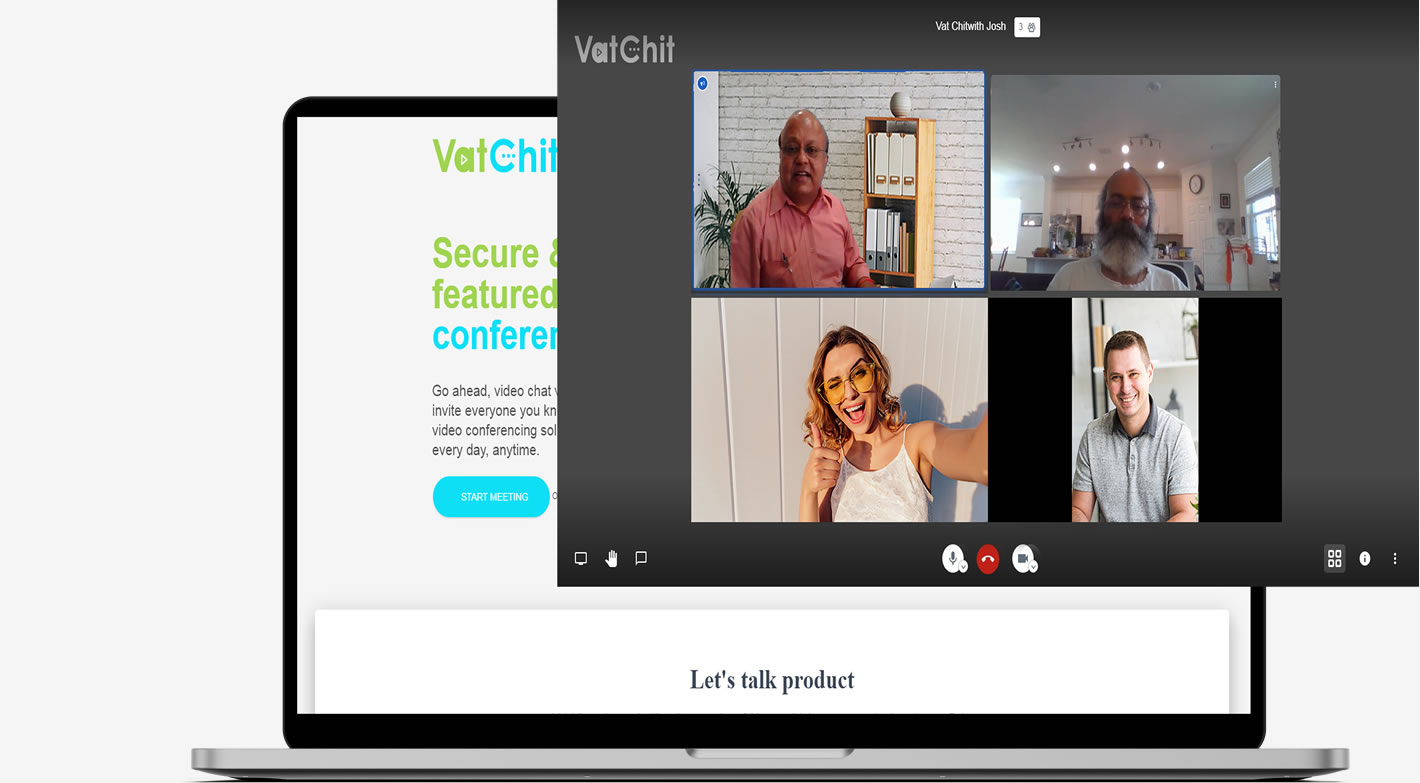 Vat Chitwith Josh 3
VatChit
VatChit
Secure &
featured
confere
Go ahead, video chat
invite everyone you kn
video conferencing sol
every day, anytime.
START MEETING
Let's talk product